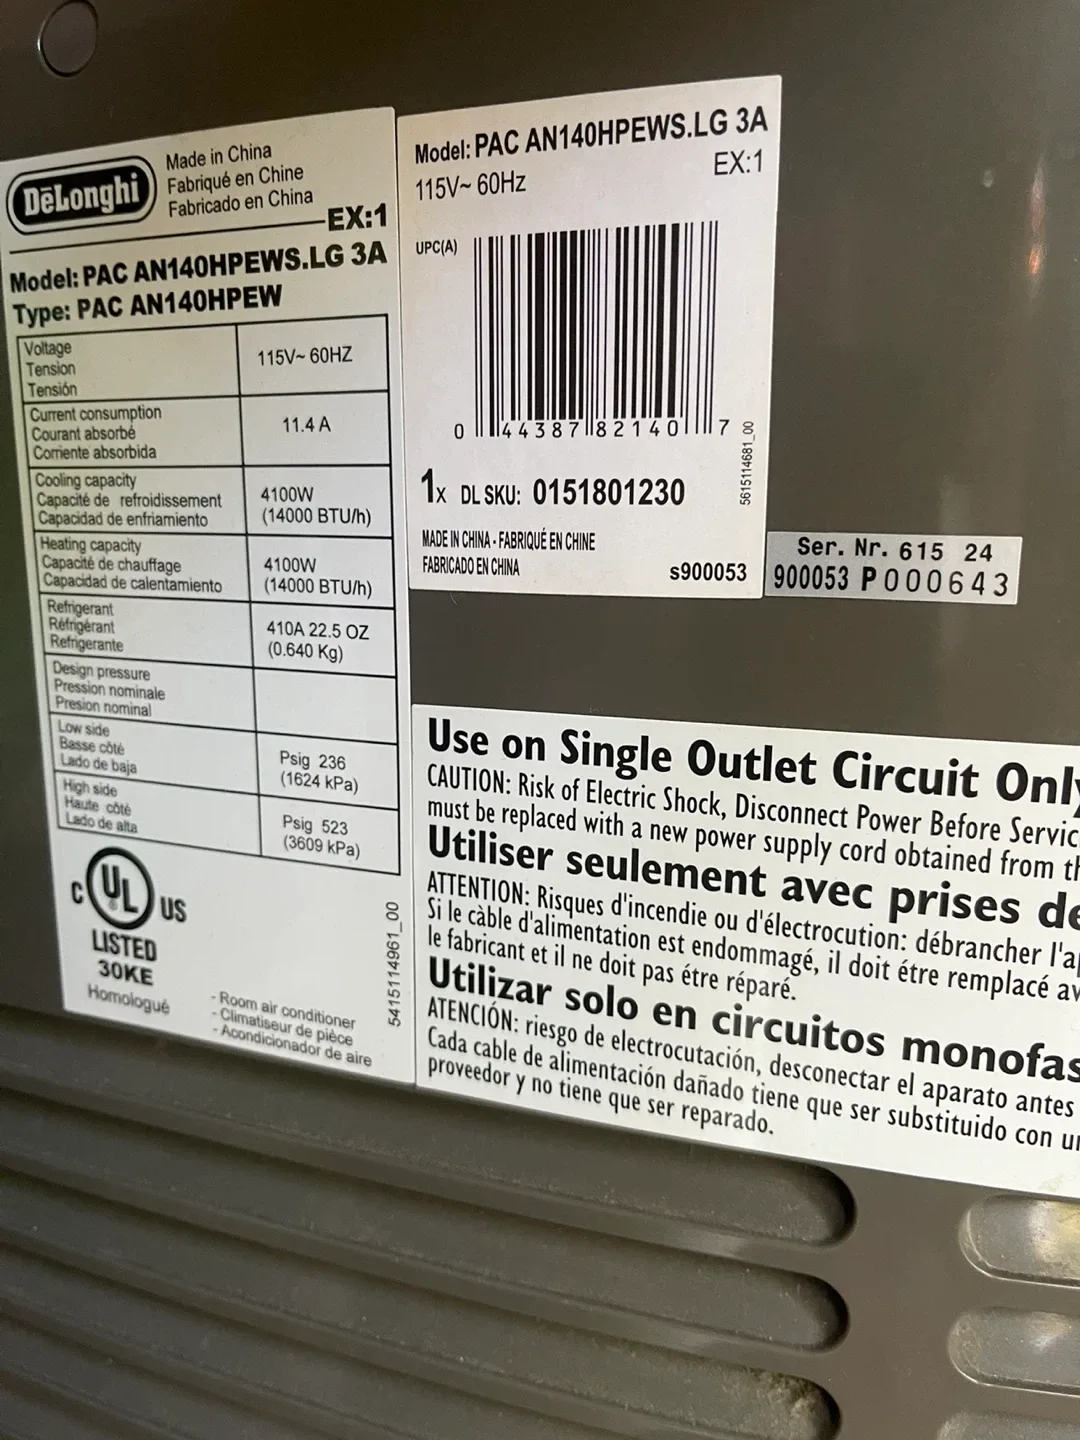 DēLonghi
Made in China
Fabriqué en Chine
Fabricado en China
EX:1
Model: PAC AN140HPEWS.LG 3A
Type: PAC AN140HPEW
Voltage
Tension
Tensión
115V~ 60HZ
Current consumption
Courant absorbé
Corriente absorbida
11.4 A
Cooling capacity
Capacité de refroidissement
Capacidad de enfriamiento
4100W
(14000 BTU/h)
Heating capacity
Capacité de chauffage
Capacidad de calentamiento
4100W
(14000 BTU/h)
Refrigerant
Réfrigérant
Refrigerante
410A 22.5 OZ
(0.640 Kg)
Design pressure
Pression nominale
Presion nominal
Low side
Basse côté
Lado de baja
Psig 236
(1624 kPa)
High side
Haute côté
Lado de alta
Psig 523
(3609 kPa)
C UL ® US
LISTED
30KE
Homologué
- Room air conditioner
- Climatiseur de pièce
- Acondicionador de aire
5415114961_00
Model: PAC AN140HPEWS.LG 3A
EX:1
115V~ 60Hz
UPC(A)
0 44387 82140 7
5615114681_00
1x DL SKU: 0151801230
MADE IN CHINA - FABRIQUÉ EN CHINE
FABRICADO EN CHINA
s900053
Ser. Nr. 615 24
900053 P000643
Use on Single Outlet Circuit Only
CAUTION: Risk of Electric Shock, Disconnect Power Before Servic
must be replaced with a new power supply cord obtained from th
Utiliser seulement avec prises de
ATTENTION: Risques d'incendie ou d'électrocution: débrancher l'ap
Si le càble d'alimentation est endommagé, il doit étre remplacé av
le fabricant et il ne doit pas étre réparé.
Utilizar solo en circuitos monofas
ATENCIÓN: riesgo de electrocutación, desconectar el aparato antes
Cada cable de alimentación dañado tiene que ser substituido con un
proveedor y no tiene que ser reparado.